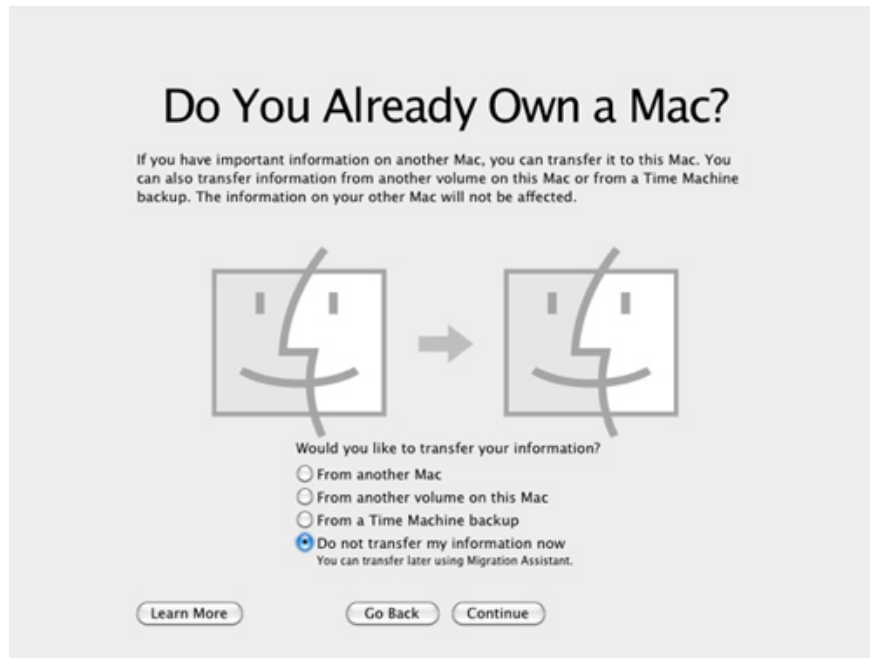 Do You Already Own a Mac?
If you have important information on another Mac, you can transfer it to this Mac. You
can also transfer information from another volume on this Mac or from a Time Machine
backup. The information on your other Mac will not be affected.
Would you like to transfer your information?
From another Mac
From another volume on this Mac
From a Time Machine backup
Do not transfer my information now
You can transfer later using Migration Assistant.
Learn More Go Back Continue